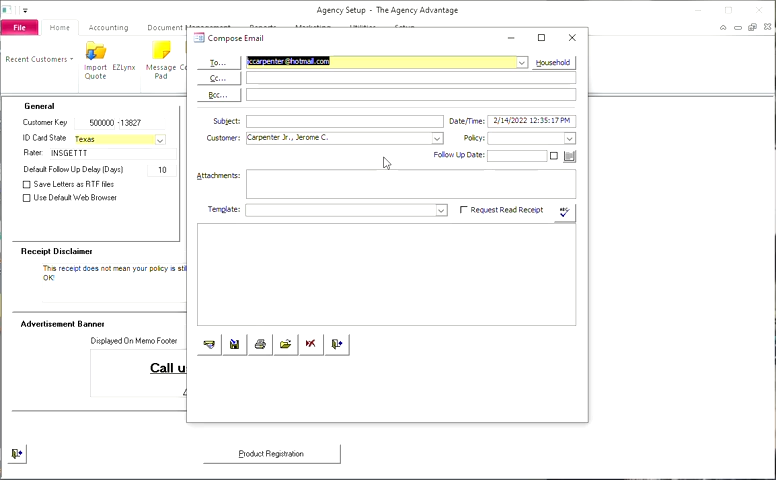 Agency Setup - The Agency Advantage
File Home Accounting Document Management Reports Marketing Utilities Setup
Recent Customers
Import Quote
EZLynx
Message Pad
General
Customer Key 500000 -13827
ID Card State Texas
Rater: INSGETTT
Default Follow Up Delay (Days) 10
Save Letters as RTF files
Use Default Web Browser
Receipt Disclaimer
This receipt does not mean your policy is stil
OK!
Advertisement Banner
Displayed On Memo Footer
Call u
Product Registration
Compose Email
To... jccarpenter@hotmail.com Household
Cc...
Bcc...
Subject: Date/Time: 2/14/2022 12:35:17 PM
Customer: Carpenter Jr., Jerome C. Policy:
Follow Up Date:
Attachments:
Template: Request Read Receipt